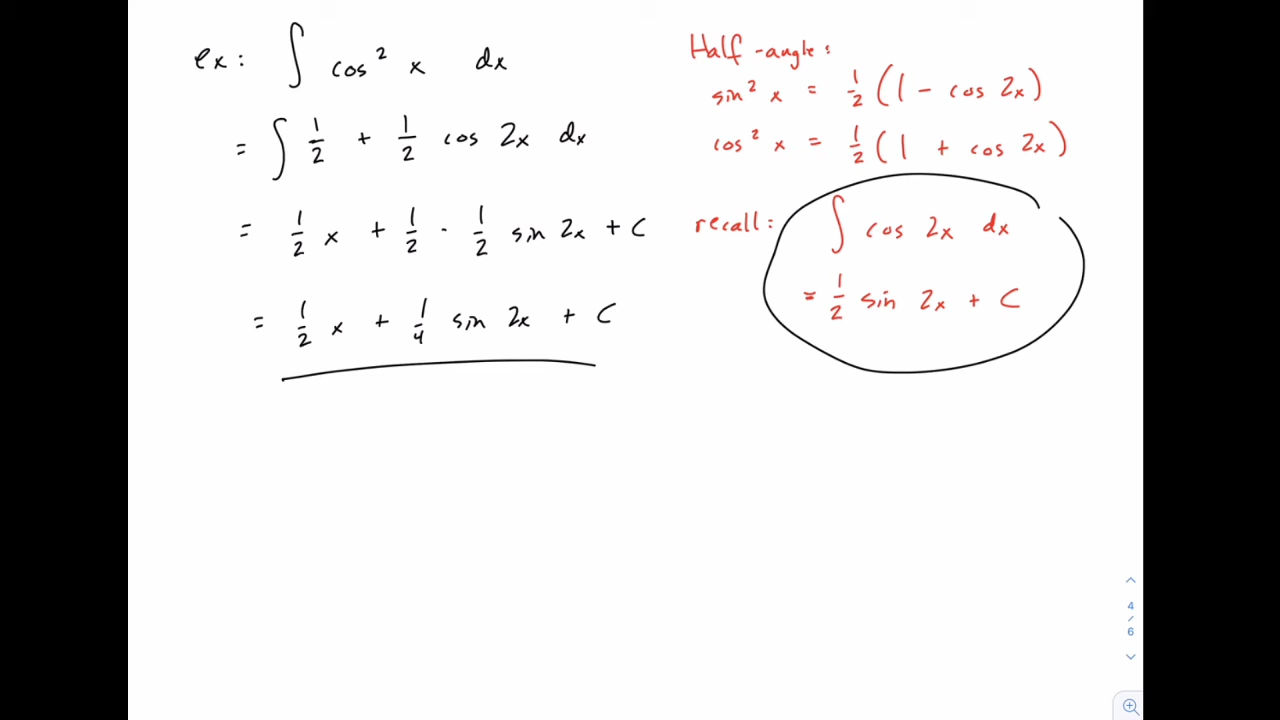 ex: ∫ cos² x dx
= ∫ 1/2 + 1/2 cos 2x dx
= 1/2 x + 1/2 · 1/2 sin 2x + C
= 1/2 x + 1/4 sin 2x + C
Half-angle:
sin² x = 1/2 (1 - cos 2x)
cos² x = 1/2 (1 + cos 2x)
recall: ∫ cos 2x dx
= 1/2 sin 2x + C
4
/
6